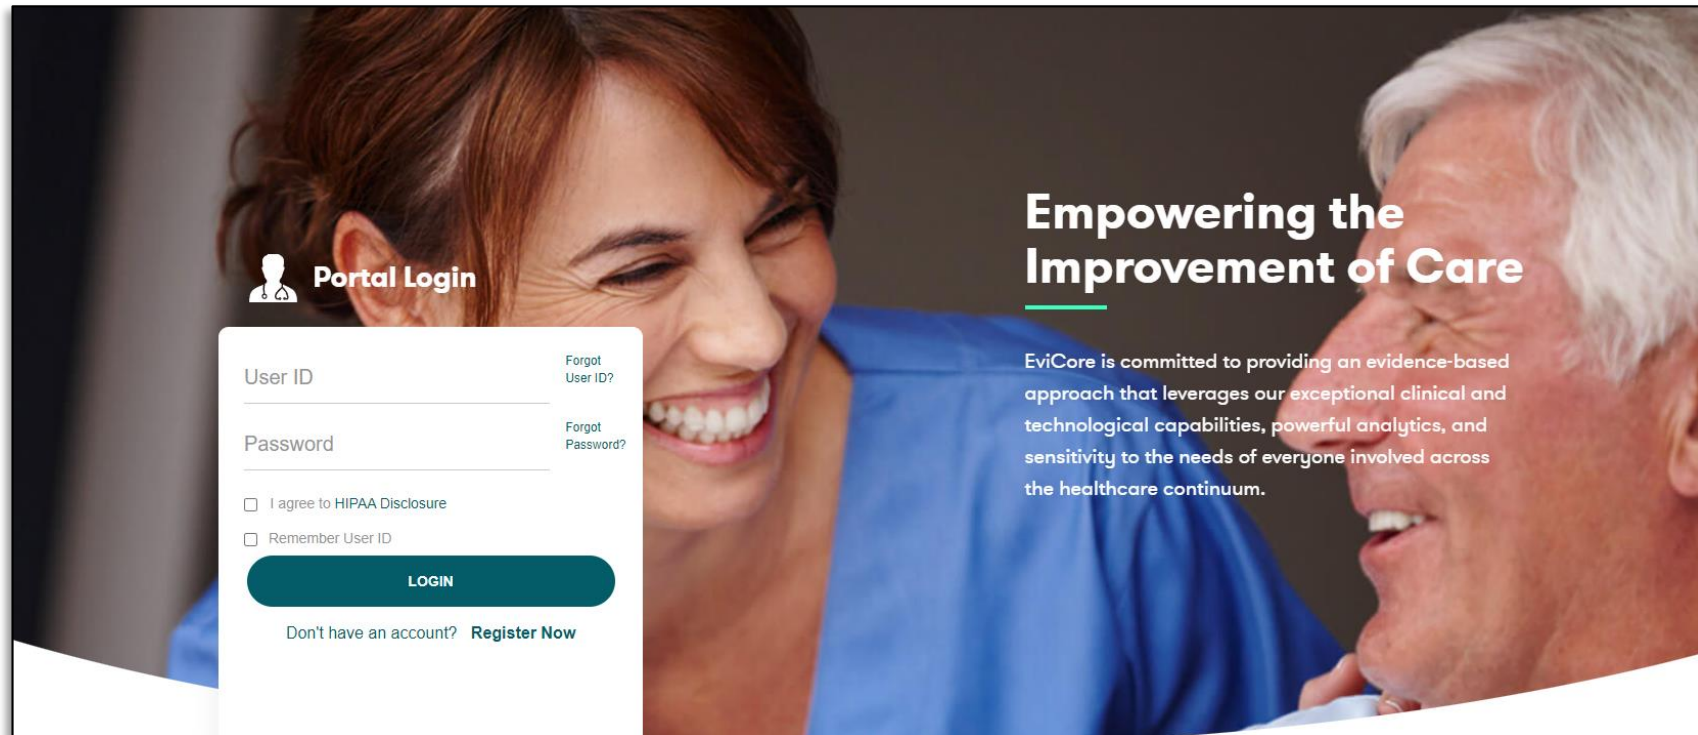 Portal Login
User ID
Forgot
User ID?
Password
Forgot
Password?
I agree to HIPAA Disclosure
Remember User ID
LOGIN
Don't have an account? Register Now
Empowering the
Improvement of Care
EviCore is committed to providing an evidence-based
approach that leverages our exceptional clinical and
technological capabilities, powerful analytics, and
sensitivity to the needs of everyone involved across
the healthcare continuum.